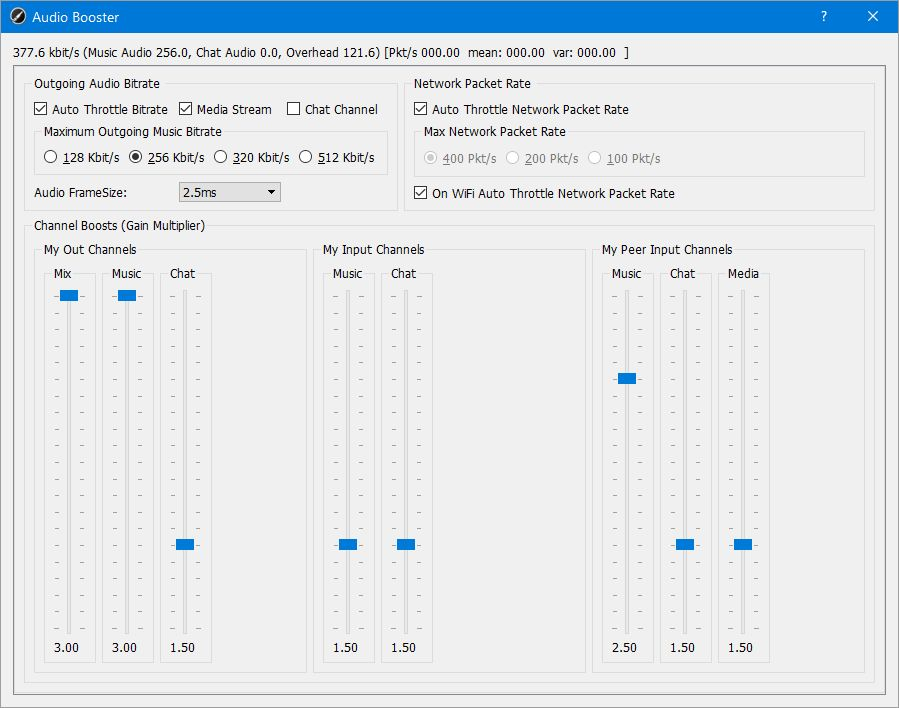 Audio Booster ?
377.6 kbit/s (Music Audio 256.0, Chat Audio 0.0, Overhead 121.6) [Pkt/s 000.00 mean: 000.00 var: 000.00 ]
Outgoing Audio Bitrate
Auto Throttle Bitrate Media Stream Chat Channel
Maximum Outgoing Music Bitrate
128 Kbit/s 256 Kbit/s 320 Kbit/s 512 Kbit/s
Audio FrameSize: 2.5ms
Network Packet Rate
Auto Throttle Network Packet Rate
Max Network Packet Rate
400 Pkt/s 200 Pkt/s 100 Pkt/s
On WiFi Auto Throttle Network Packet Rate
Channel Boosts (Gain Multiplier)
My Out Channels
Mix Music Chat
3.00 3.00 1.50
My Input Channels
Music Chat
1.50 1.50
My Peer Input Channels
Music Chat Media
2.50 1.50 1.50